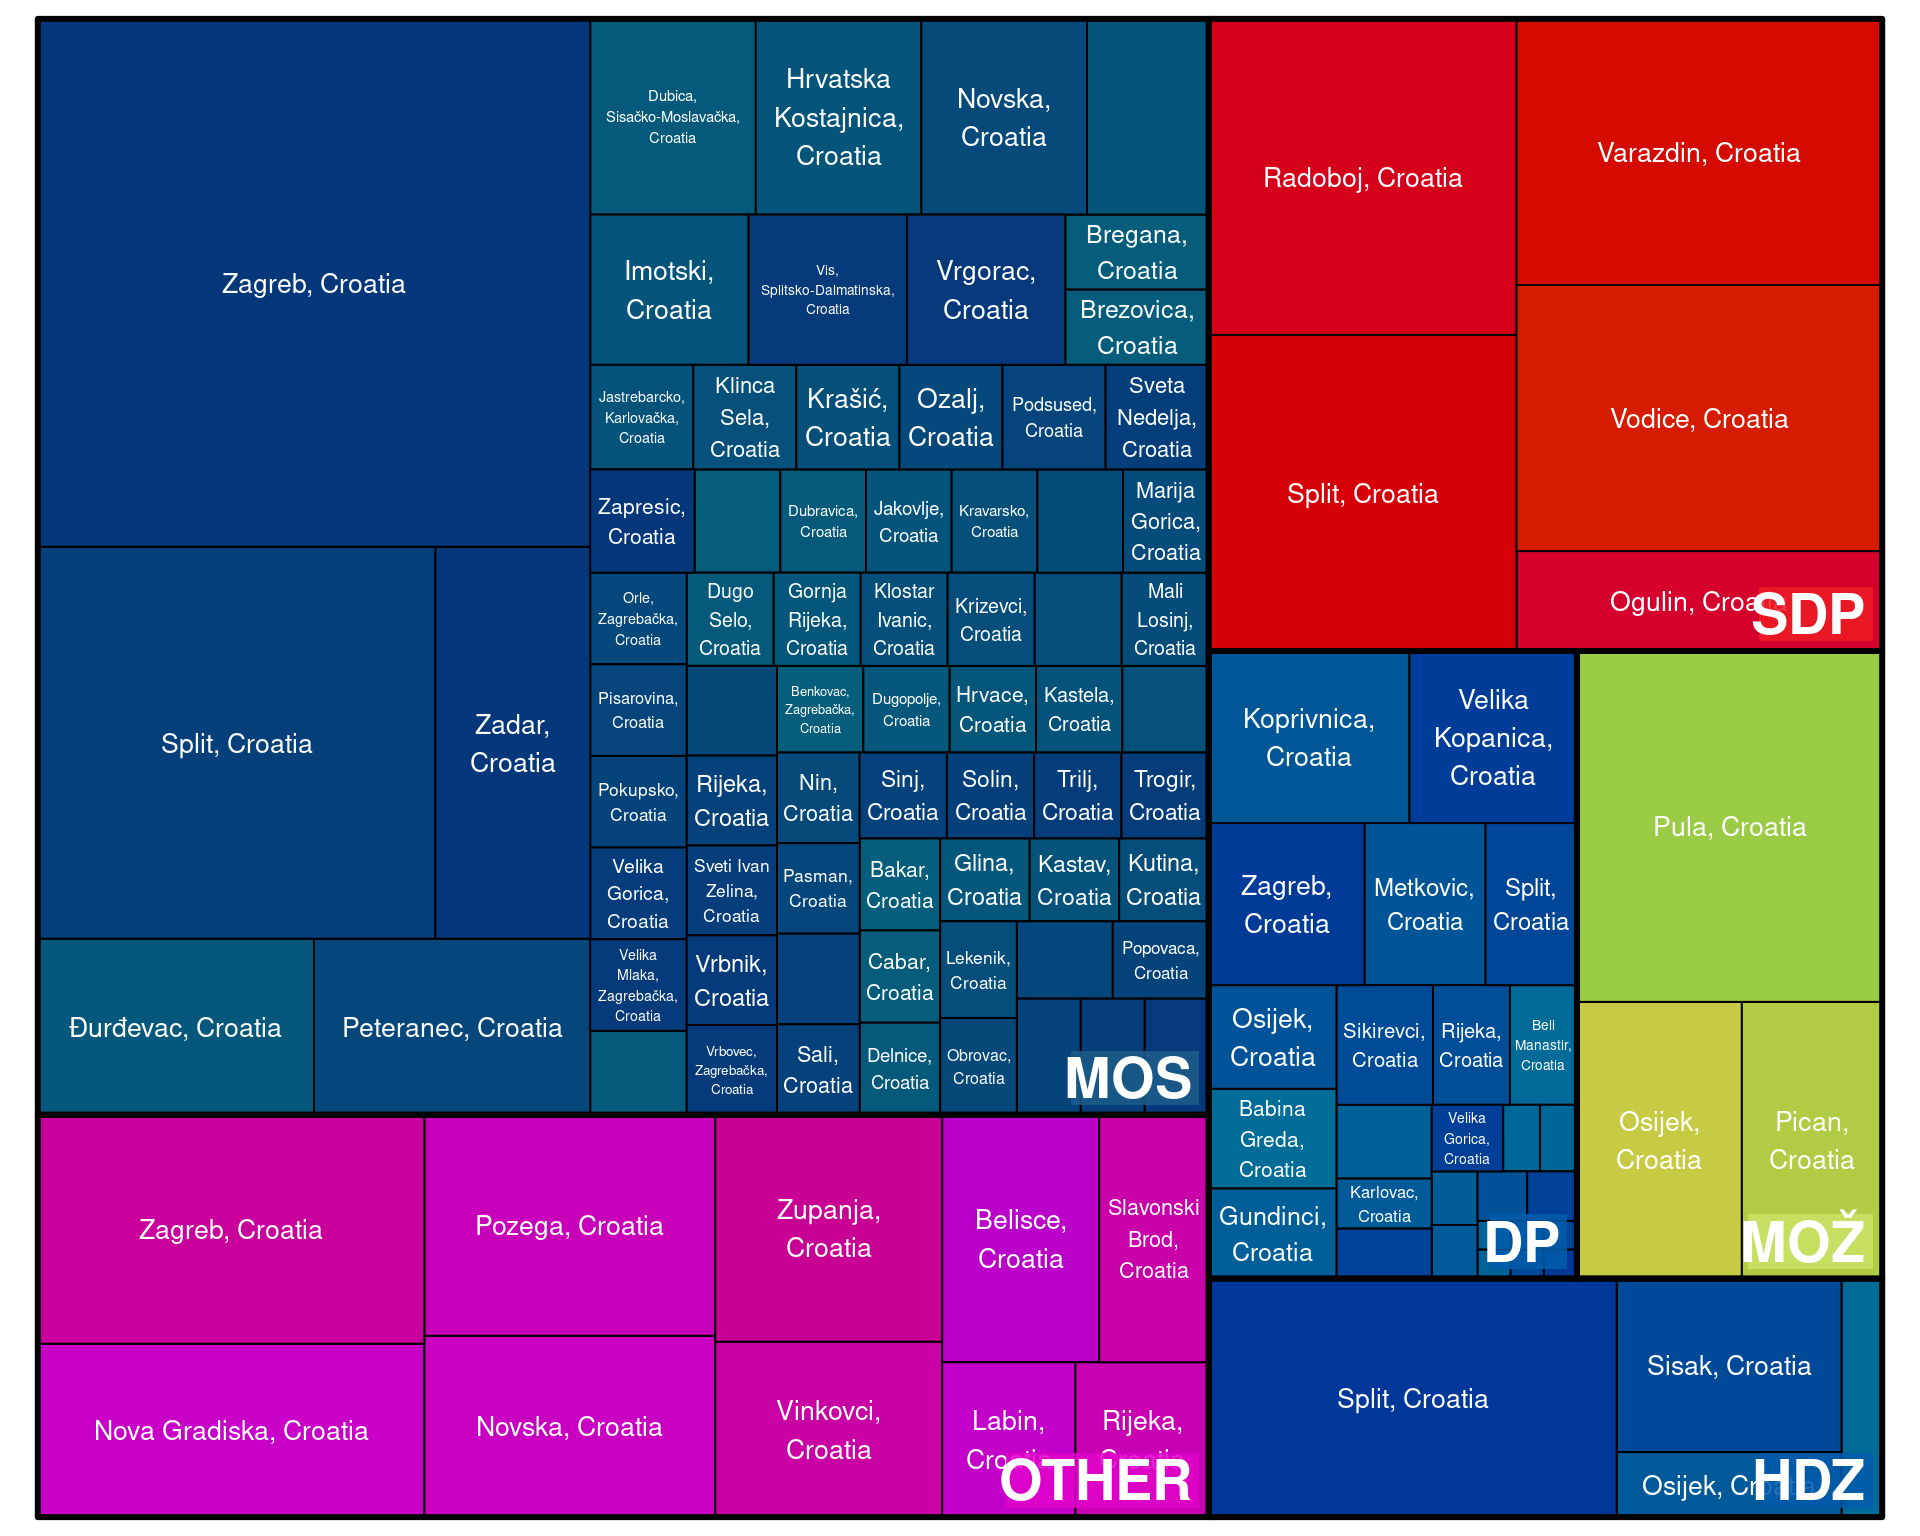 Zagreb, Croatia
Split, Croatia
Zadar,
Croatia
Đurđevac, Croatia
Peteranec, Croatia
Dubica,
Sisačko-Moslavačka,
Croatia
Hrvatska
Kostajnica,
Croatia
Novska,
Croatia
Imotski,
Croatia
Vis,
Splitsko-Dalmatinska,
Croatia
Vrgorac,
Croatia
Bregana,
Croatia
Brezovica,
Croatia
Jastrebarcko,
Karlovačka,
Croatia
Klinca
Sela,
Croatia
Krašić,
Croatia
Ozalj,
Croatia
Podsused,
Croatia
Sveta
Nedelja,
Croatia
Zapresic,
Croatia
Dubravica,
Croatia
Jakovlje,
Croatia
Kravarsko,
Croatia
Marija
Gorica,
Croatia
Orle,
Zagrebačka,
Croatia
Dugo
Selo,
Croatia
Gornja
Rijeka,
Croatia
Klostar
Ivanic,
Croatia
Krizevci,
Croatia
Mali
Losinj,
Croatia
Pisarovina,
Croatia
Benkovac,
Zagrebačka,
Croatia
Dugopolje,
Croatia
Hrvace,
Croatia
Kastela,
Croatia
Pokupsko,
Croatia
Rijeka,
Croatia
Nin,
Croatia
Sinj,
Croatia
Solin,
Croatia
Trilj,
Croatia
Trogir,
Croatia
Velika
Gorica,
Croatia
Sveti Ivan
Zelina,
Croatia
Pasman,
Croatia
Bakar,
Croatia
Glina,
Croatia
Kastav,
Croatia
Kutina,
Croatia
Velika
Mlaka,
Zagrebačka,
Croatia
Vrbnik,
Croatia
Cabar,
Croatia
Lekenik,
Croatia
Popovaca,
Croatia
Vrbovec,
Zagrebačka,
Croatia
Sali,
Croatia
Delnice,
Croatia
Obrovac,
Croatia
MOS
Radoboj, Croatia
Varazdin, Croatia
Split, Croatia
Vodice, Croatia
Ogulin, Croatia
SDP
Koprivnica,
Croatia
Velika
Kopanica,
Croatia
Zagreb,
Croatia
Metkovic,
Croatia
Split,
Croatia
Osijek,
Croatia
Sikirevci,
Croatia
Rijeka,
Croatia
Beli
Manastir,
Croatia
Babina
Greda,
Croatia
Velika
Gorica,
Croatia
Gundinci,
Croatia
Karlovac,
Croatia
DP
Pula, Croatia
Osijek,
Croatia
Pican,
Croatia
MOŽ
Zagreb, Croatia
Nova Gradiska, Croatia
Pozega, Croatia
Novska, Croatia
Zupanja,
Croatia
Vinkovci,
Croatia
Belisce,
Croatia
Slavonski
Brod,
Croatia
Labin,
Croatia
Rijeka,
Croatia
OTHER
Split, Croatia
Sisak, Croatia
Osijek, Croatia
HDZ